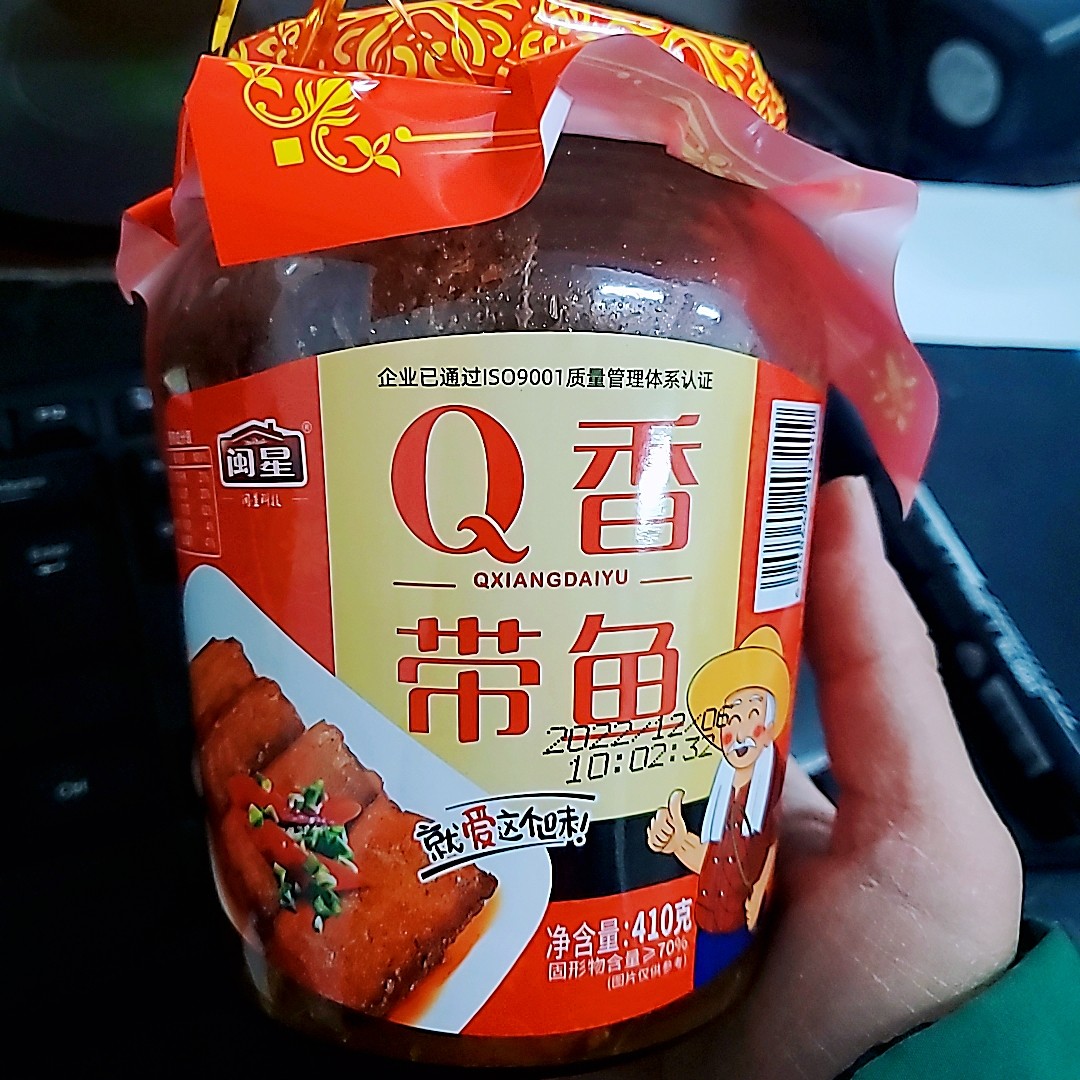 企业已通过ISO9001质量管理体系认证
闽星
®
Q香
QXIANGDAIYU
带鱼
2022/12/06
10:02:32
就爱这个味!
净含量:410克
固形物含量≥70%
(图片仅供参考)